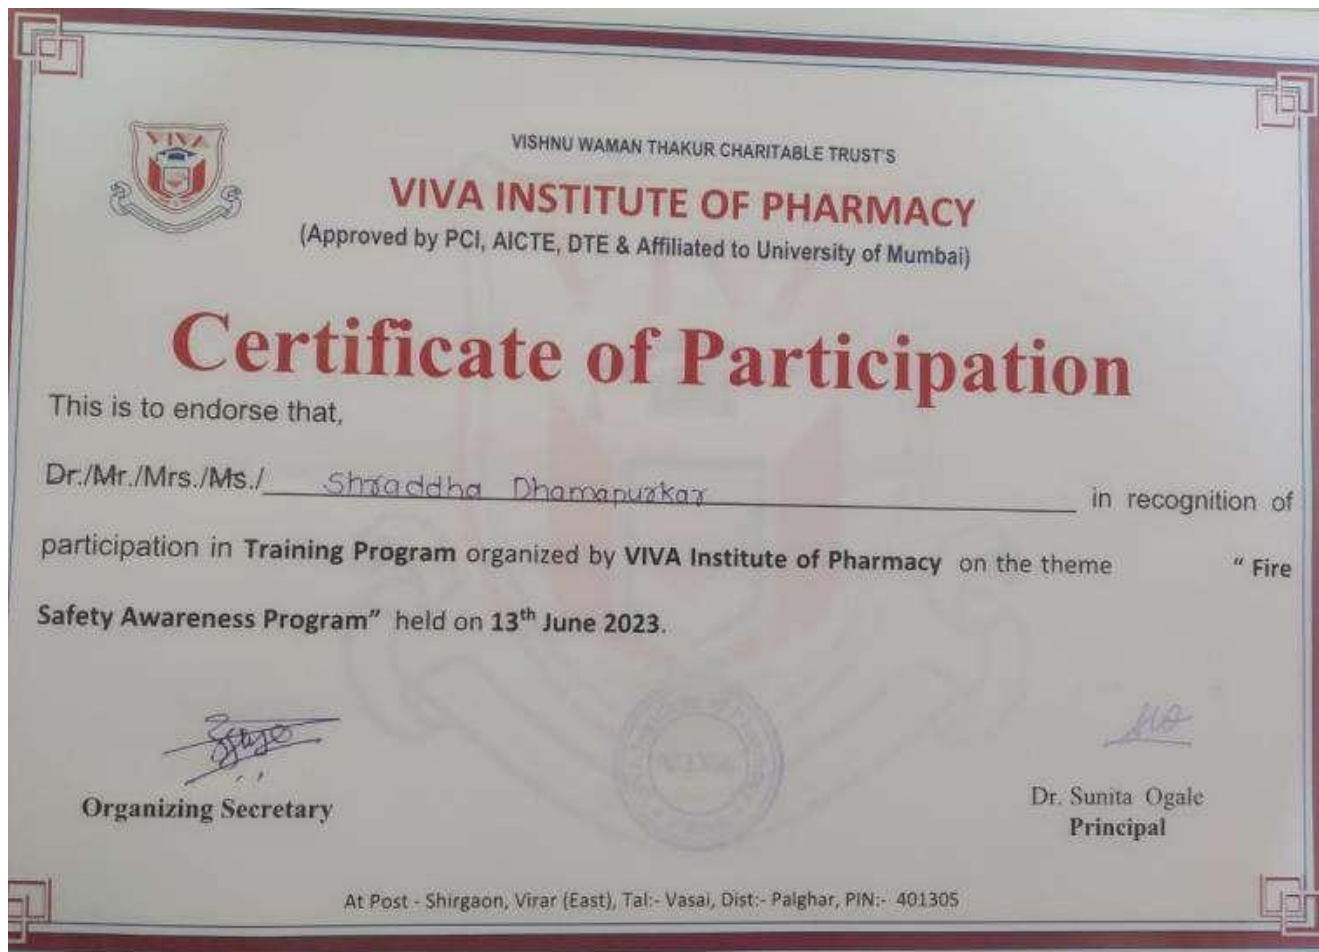 VIVA
VISHNU WAMAN THAKUR CHARITABLE TRUST'S
VIVA INSTITUTE OF PHARMACY
(Approved by PCI, AICTE, DTE & Affiliated to University of Mumbai)
Certificate of Participation
This is to endorse that,
Dr./Mr./Mrs./Ms./ Shraddha Dhamapurkar in recognition of
participation in Training Program organized by VIVA Institute of Pharmacy on the theme " Fire
Safety Awareness Program" held on 13th June 2023.
VIVA
Organizing Secretary
Dr. Sunita Ogale
Principal
At Post - Shirgaon, Virar (East), Tal:- Vasai, Dist:- Palghar, PIN:- 401305